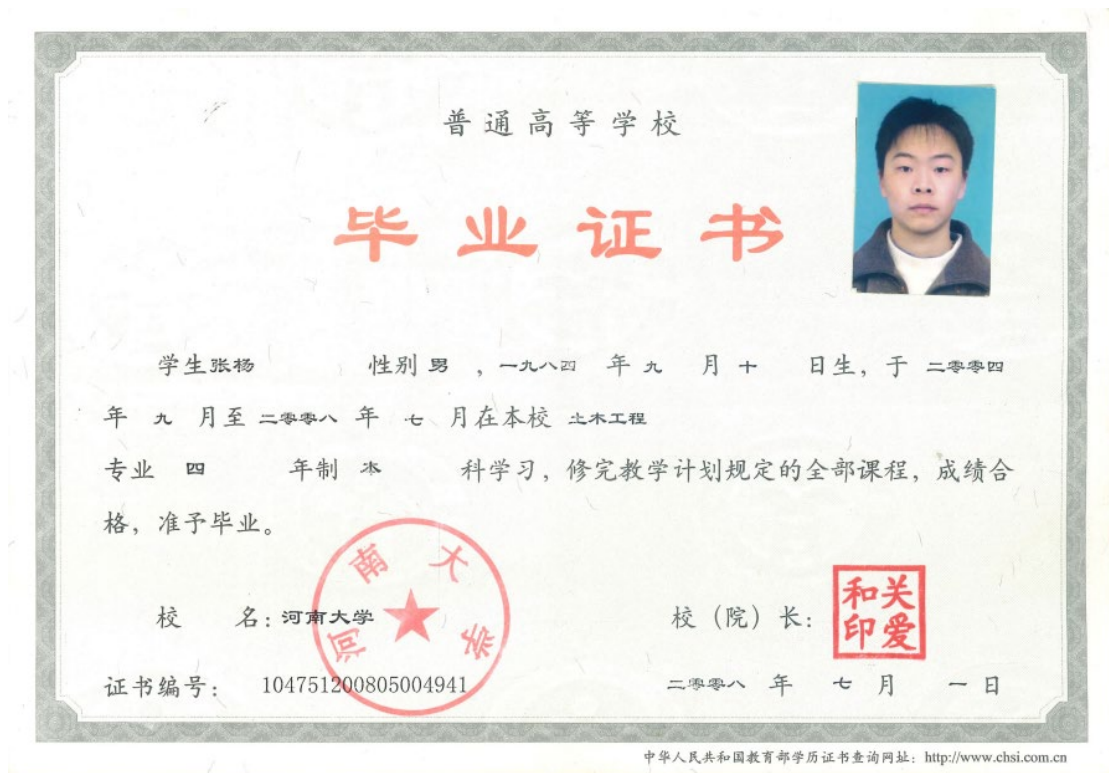 普通高等学校
毕业证书
学生张杨 性别 男 ,一九八四 年 九 月 十 日生,于 二零零四
年 九 月至 二零零八 年 七 月在本校 土木工程
专业 四 年制 本 科学习,修完教学计划规定的全部课程,成绩合
格,准予毕业。
河南大学
校 名:河南大学
校(院)长:
关爱和印
证书编号: 104751200805004941
二零零八 年 七 月 一 日
中华人民共和国教育部学历证书查询网址:http://www.chsi.com.cn